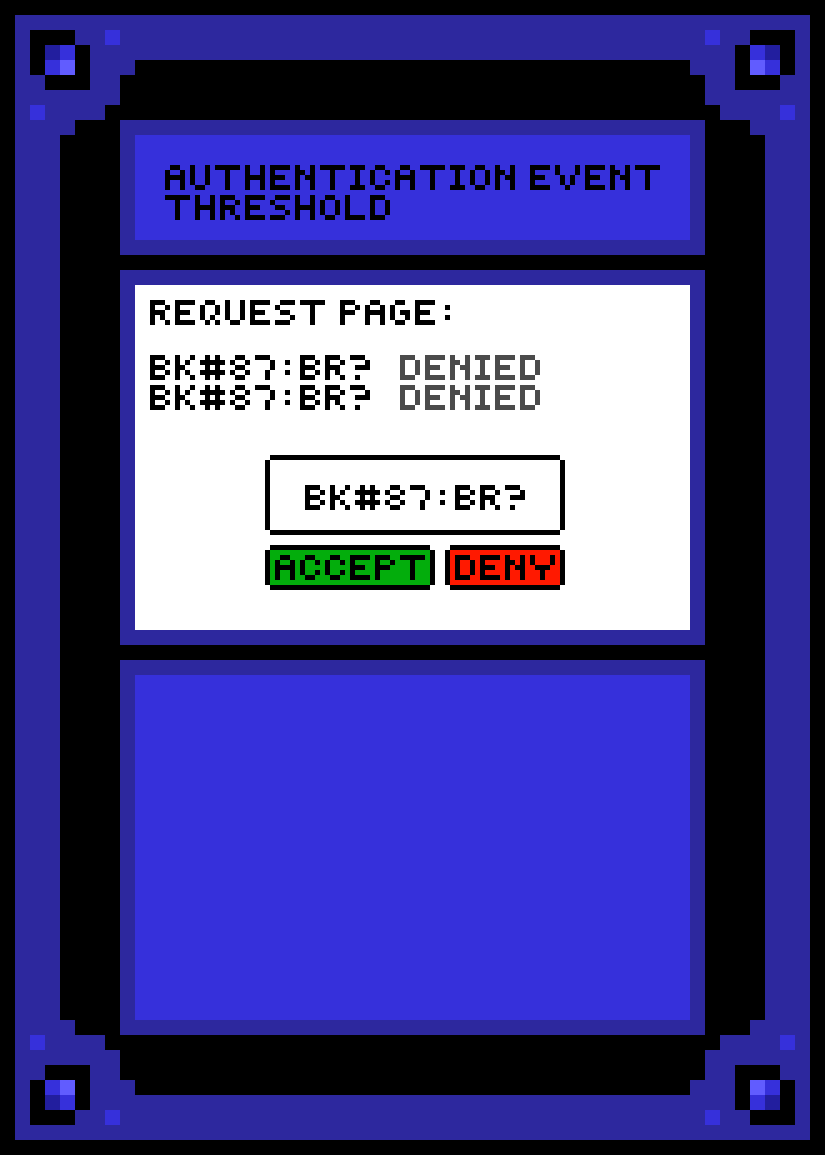 AUTHENTICATION EVENT
THRESHOLD
REQUEST PAGE:
BK#87:BR? DENIED
BK#87:BR? DENIED
BK#87:BR?
ACCEPT DENY